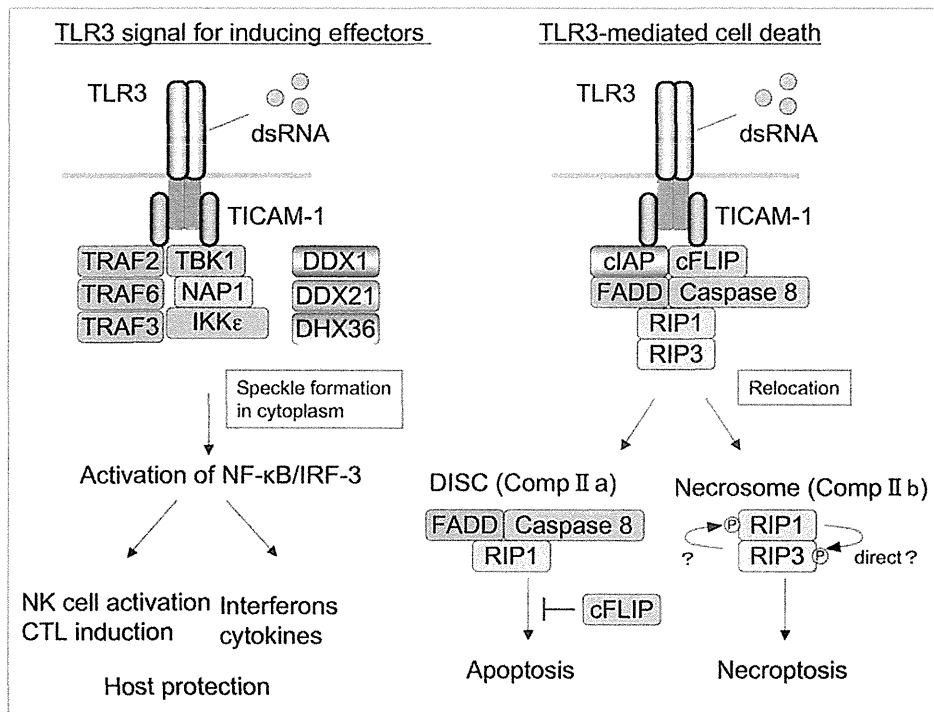 TLR3 signal for inducing effectors
TLR3
dsRNA
TICAM-1
TRAF2 TBK1 DDX1
TRAF6 NAP1 DDX21
TRAF3 IKKε DHX36
Speckle formation
in cytoplasm
Activation of NF-κB/IRF-3
NK cell activation
CTL induction
Interferons
cytokines
Host protection
TLR3-mediated cell death
TLR3
dsRNA
TICAM-1
cIAP cFLIP
FADD Caspase 8
RIP1
RIP3
Relocation
DISC (Comp Ⅱ a)
FADD Caspase 8
RIP1
cFLIP
Apoptosis
Necrosome (Comp Ⅱ b)
P RIP1
RIP3 P
? direct ?
Necroptosis